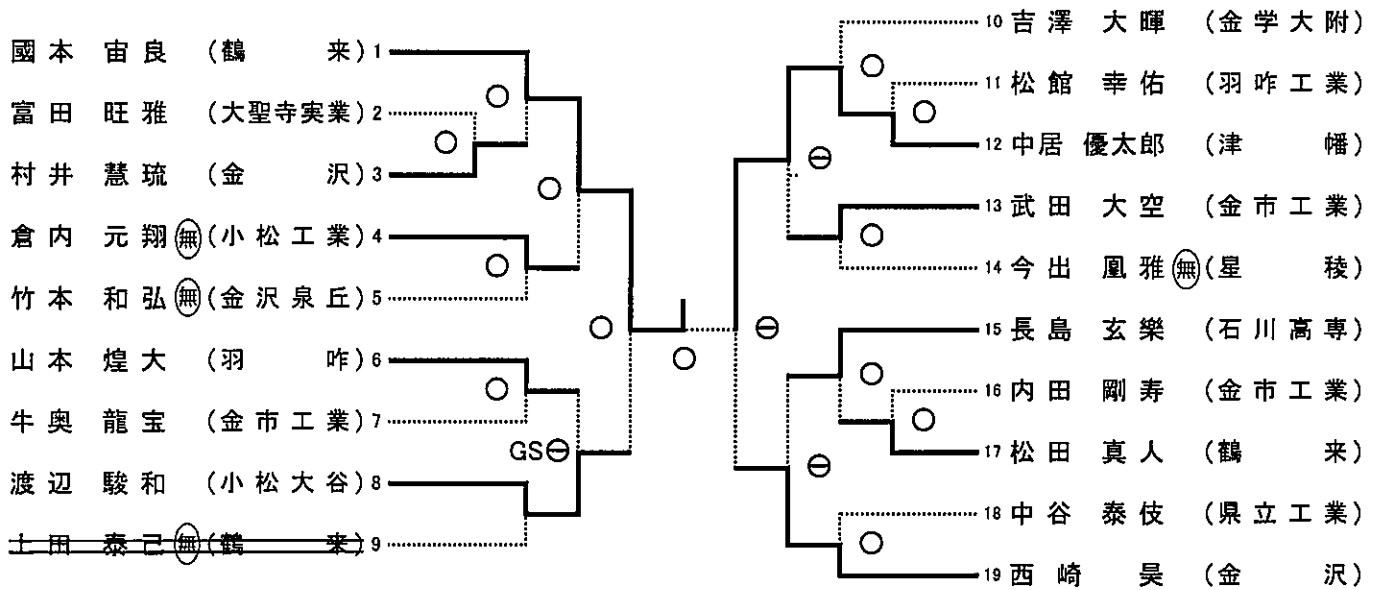 國本 宙良 (鶴 来) 1
富田 旺雅 (大聖寺実業) 2
村井 慧琉 (金 沢) 3
倉内 元翔 無 (小松工業) 4
竹本 和弘 無 (金沢泉丘) 5
山本 煌大 (羽 咋) 6
牛奥 龍宝 (金市工業) 7
GS
渡辺 駿和 (小松大谷) 8
土田 泰己 無 (鶴 来) 9
10 吉澤 大暉 (金学大附)
11 松館 幸佑 (羽咋工業)
12 中居 優太郎 (津 幡)
13 武田 大空 (金市工業)
14 今出 凰雅 無 (星 稜)
15 長島 玄樂 (石川高専)
16 内田 剛寿 (金市工業)
17 松田 真人 (鶴 来)
18 中谷 泰伎 (県立工業)
19 西崎 昊 (金 沢)